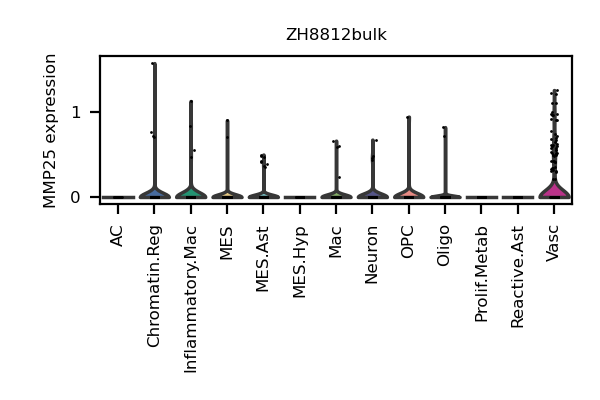 ZH8812bulk
MMP25 expression
1
0
AC
Chromatin.Reg
Inflammatory.Mac
MES
MES.Ast
MES.Hyp
Mac
Neuron
OPC
Oligo
Prolif.Metab
Reactive.Ast
Vasc